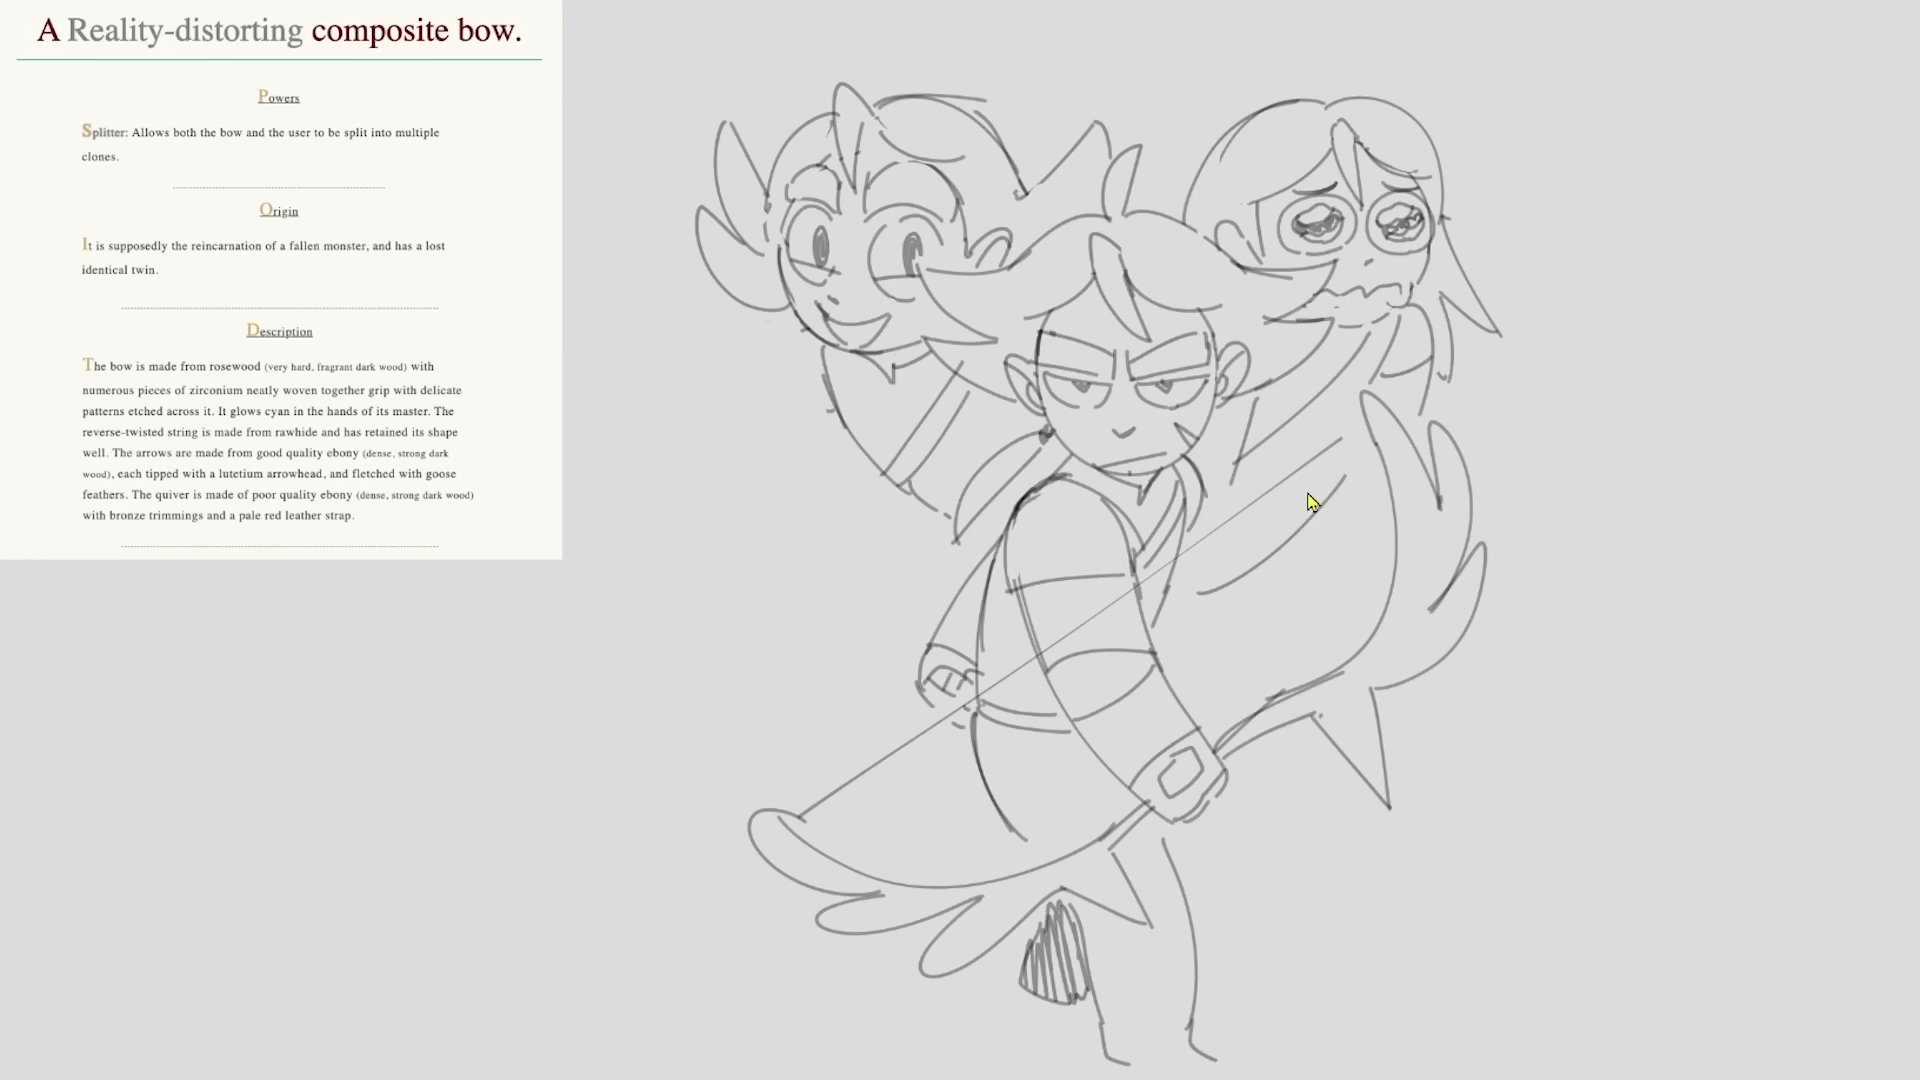 A Reality-distorting composite bow.
Powers
Splitter: Allows both the bow and the user to be split into multiple
clones.
Origin
It is supposedly the reincarnation of a fallen monster, and has a lost
identical twin.
Description
The bow is made from rosewood (very hard, fragrant dark wood) with
numerous pieces of zirconium neatly woven together grip with delicate
patterns etched across it. It glows cyan in the hands of its master. The
reverse-twisted string is made from rawhide and has retained its shape
well. The arrows are made from good quality ebony (dense, strong dark
wood), each tipped with a lutetium arrowhead, and fletched with goose
feathers. The quiver is made of poor quality ebony (dense, strong dark wood)
with bronze trimmings and a pale red leather strap.